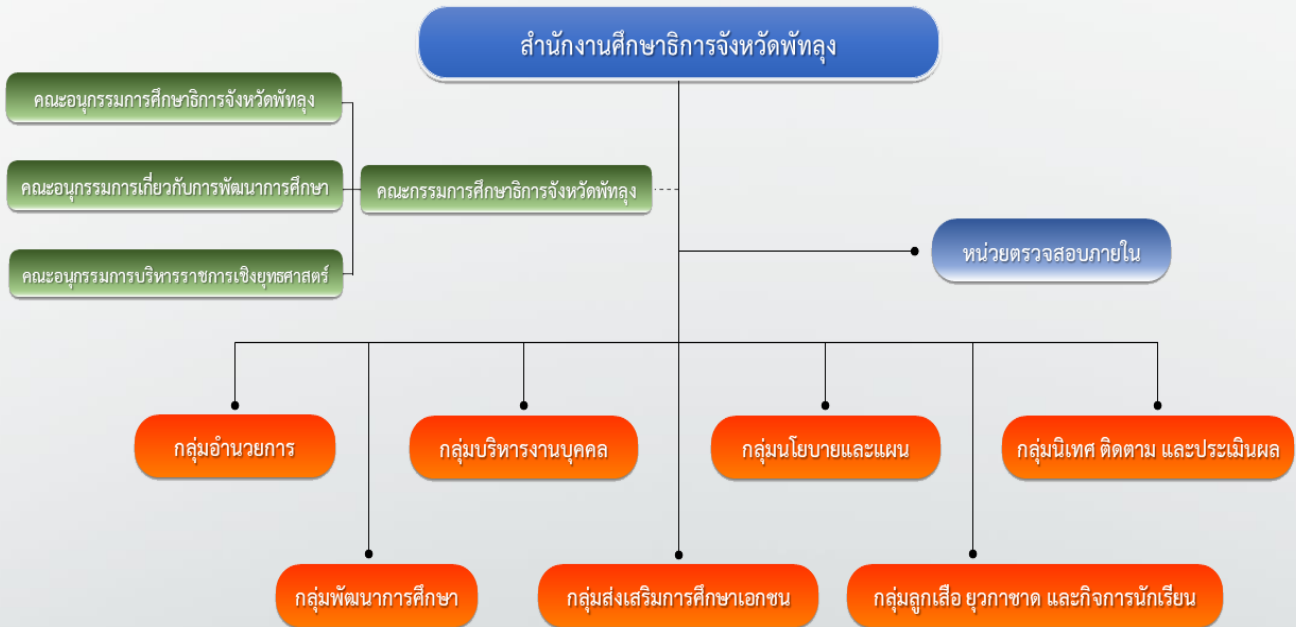 สำนักงานศึกษาธิการจังหวัดพัทลุง
คณะอนุกรรมการศึกษาธิการจังหวัดพัทลุง
คณะอนุกรรมการเกี่ยวกับการพัฒนาการศึกษา
คณะกรรมการศึกษาธิการจังหวัดพัทลุง
คณะอนุกรรมการบริหารราชการเชิงยุทธศาสตร์
หน่วยตรวจสอบภายใน
กลุ่มอำนวยการ
กลุ่มบริหารงานบุคคล
กลุ่มนโยบายและแผน
กลุ่มนิเทศ ติดตาม และประเมินผล
กลุ่มพัฒนาการศึกษา
กลุ่มส่งเสริมการศึกษาเอกชน
กลุ่มลูกเสือ ยุวกาชาด และกิจการนักเรียน